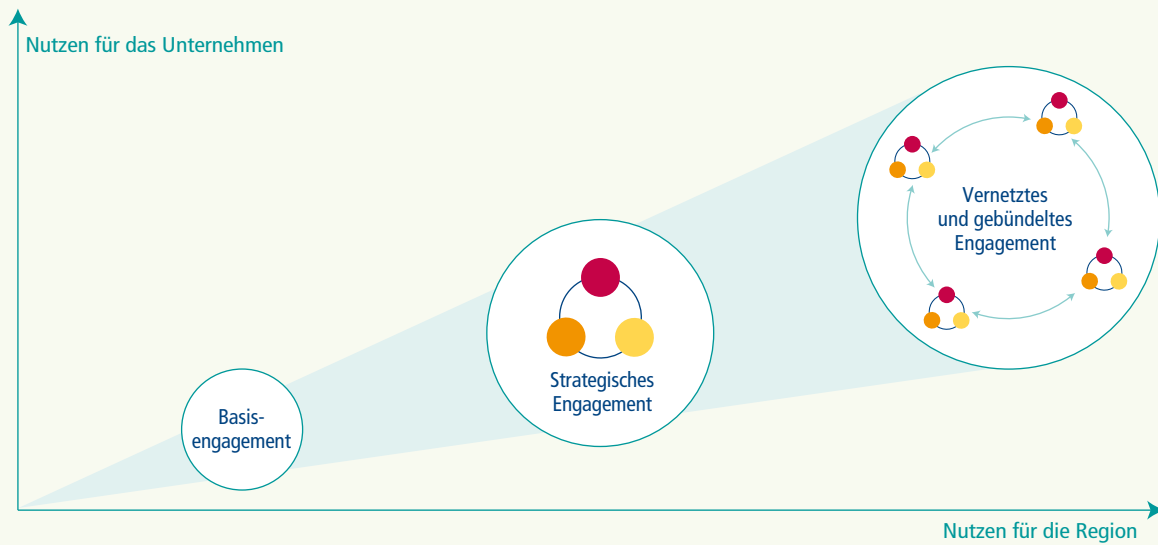 Nutzen für das Unternehmen
Vernetztes
und gebündeltes
Engagement
Strategisches
Engagement
Basis-
engagement
Nutzen für die Region